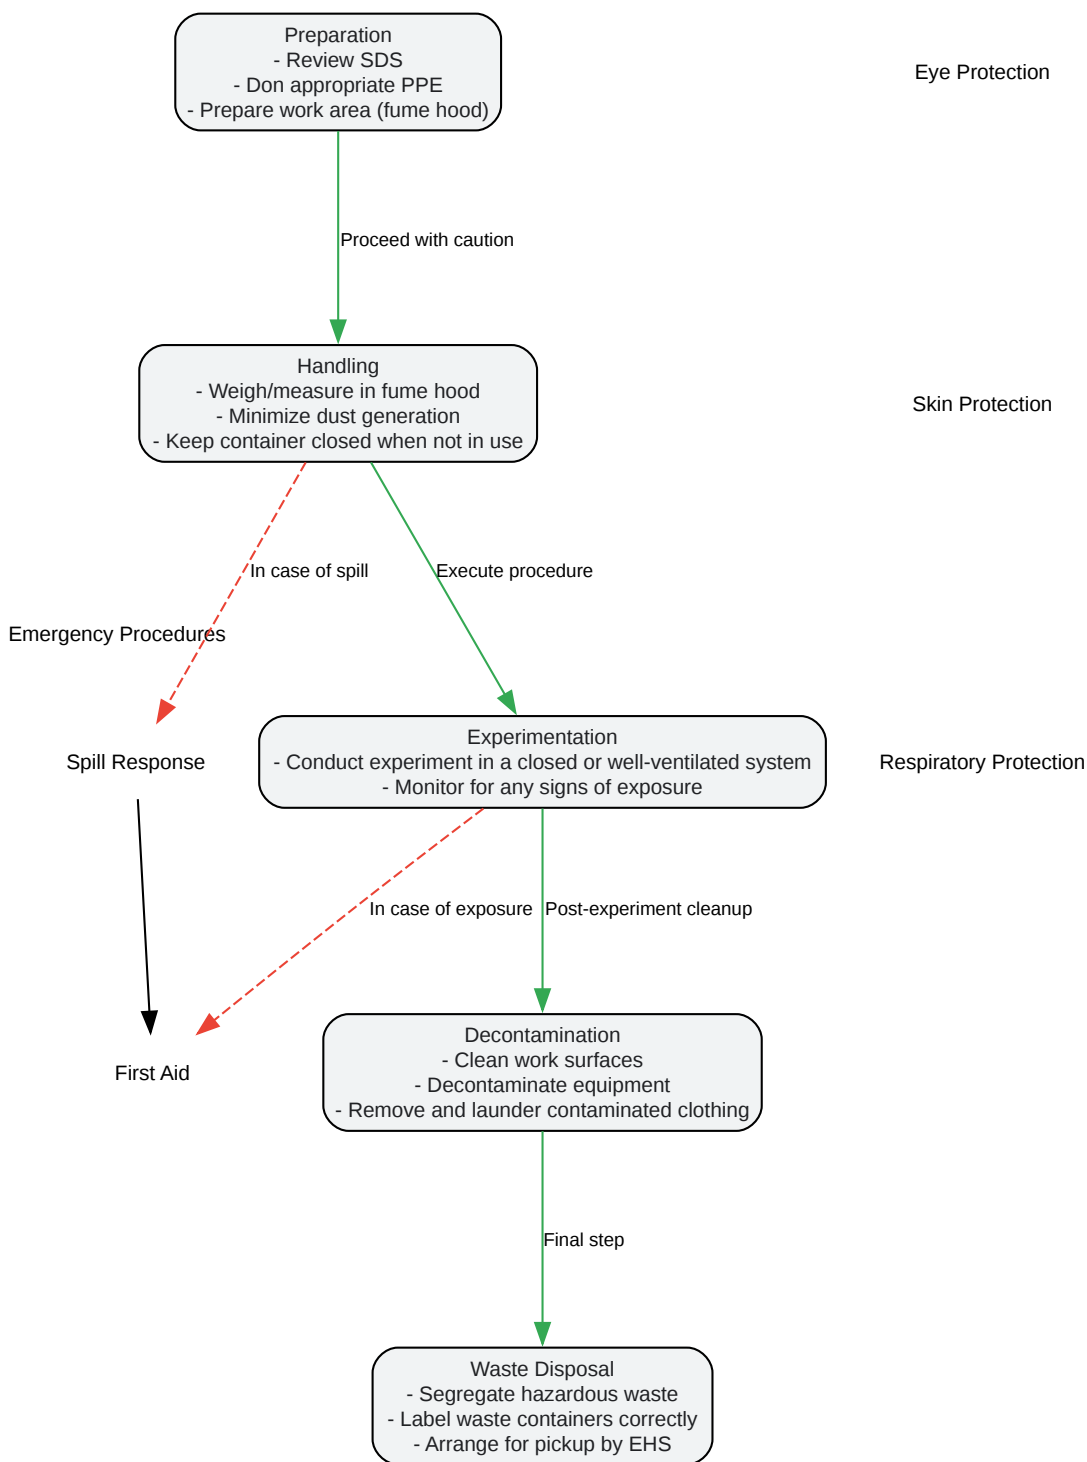 Preparation
- Review SDS
- Don appropriate PPE
- Prepare work area (fume hood)
Eye Protection
Proceed with caution
Handling
- Weigh/measure in fume hood
- Minimize dust generation
- Keep container closed when not in use
Skin Protection
In case of spill
Execute procedure
Emergency Procedures
Spill Response
Experimentation
- Conduct experiment in a closed or well-ventilated system
- Monitor for any signs of exposure
Respiratory Protection
In case of exposure
Post-experiment cleanup
First Aid
Decontamination
- Clean work surfaces
- Decontaminate equipment
- Remove and launder contaminated clothing
Final step
Waste Disposal
- Segregate hazardous waste
- Label waste containers correctly
- Arrange for pickup by EHS